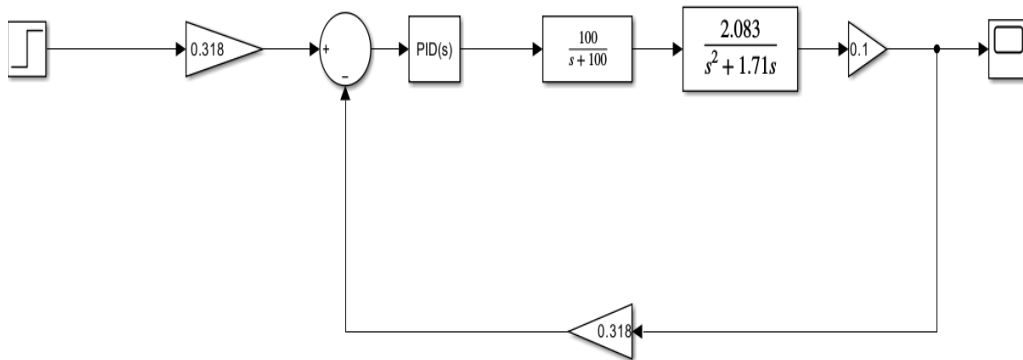 0.318
+
−
PID(s)
100
s + 100
2.083
s² + 1.71s
0.1
0.318